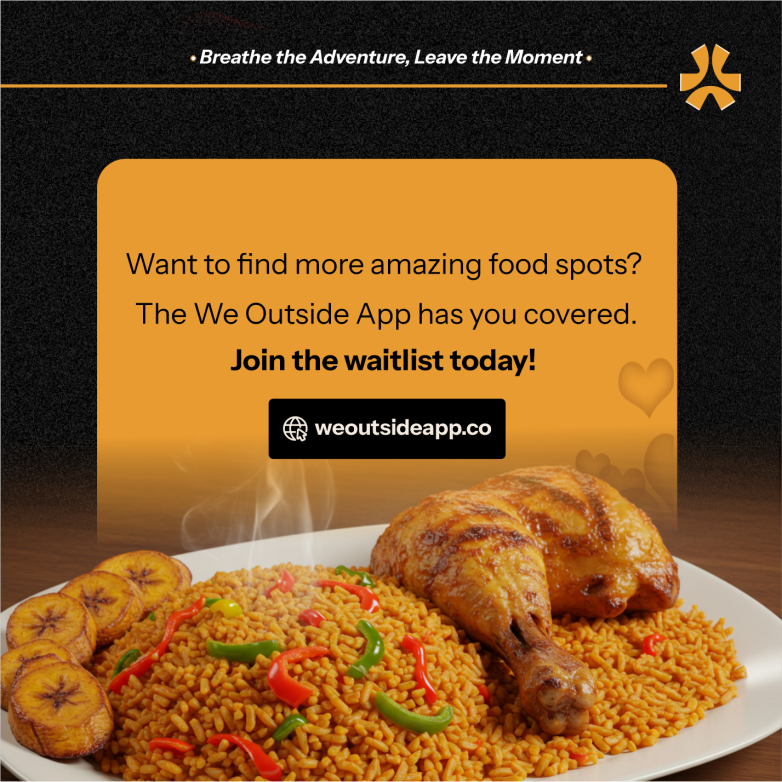 • Breathe the Adventure, Leave the Moment •
Want to find more amazing food spots?
The We Outside App has you covered.
Join the waitlist today!
weoutsideapp.co